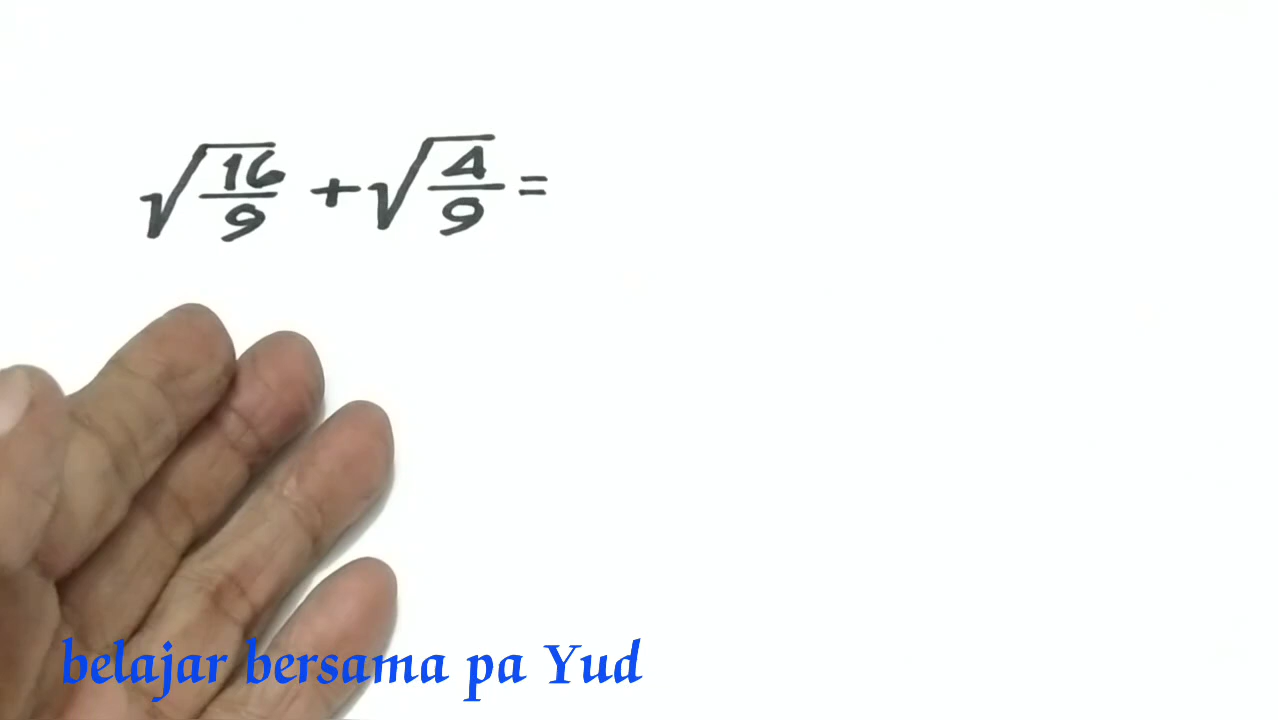 √16/9 + √4/9 =
belajar bersama pa Yud